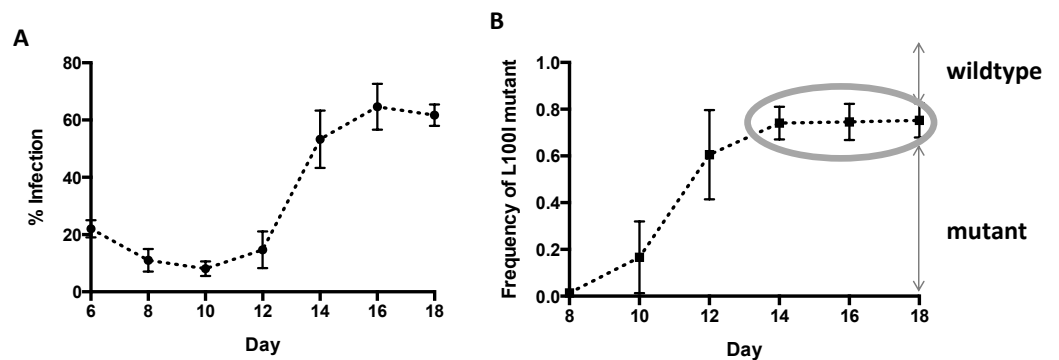 A
% Infection
80
60
40
20
0
6 8 10 12 14 16 18
Day
B
Frequency of L100I mutant
1.0
0.8
0.6
0.4
0.2
0.0
8 10 12 14 16 18
Day
wildtype
mutant